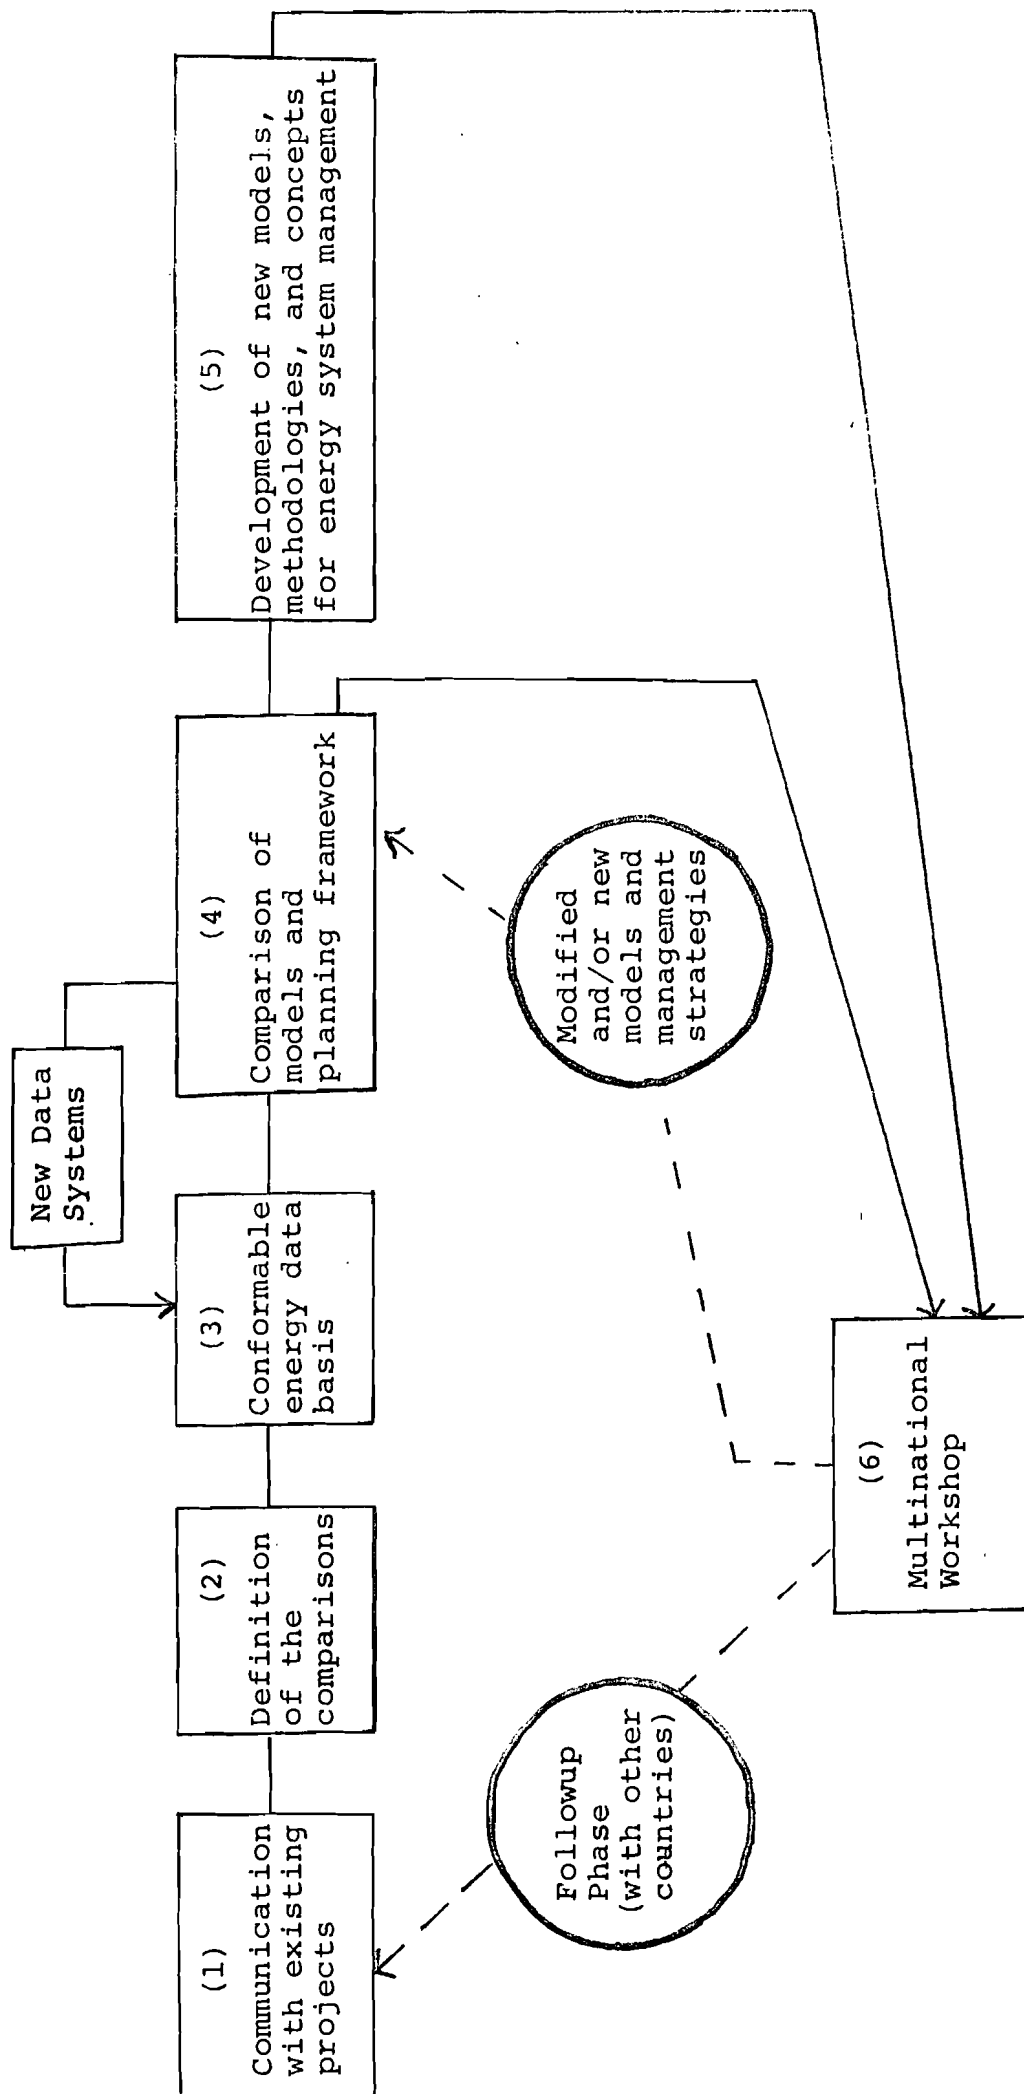 (1)
Communication
with existing
projects
(2)
Definition
of the
comparisons
(3)
Conformable
energy data
basis
New Data
Systems
(4)
Comparison of
models and
planning framework
(5)
Development of new models,
methodologies, and concepts
for energy system management
Followup
Phase
(with other
countries)
Modified
and/or new
models and
management
strategies
(6)
Multinational
Workshop